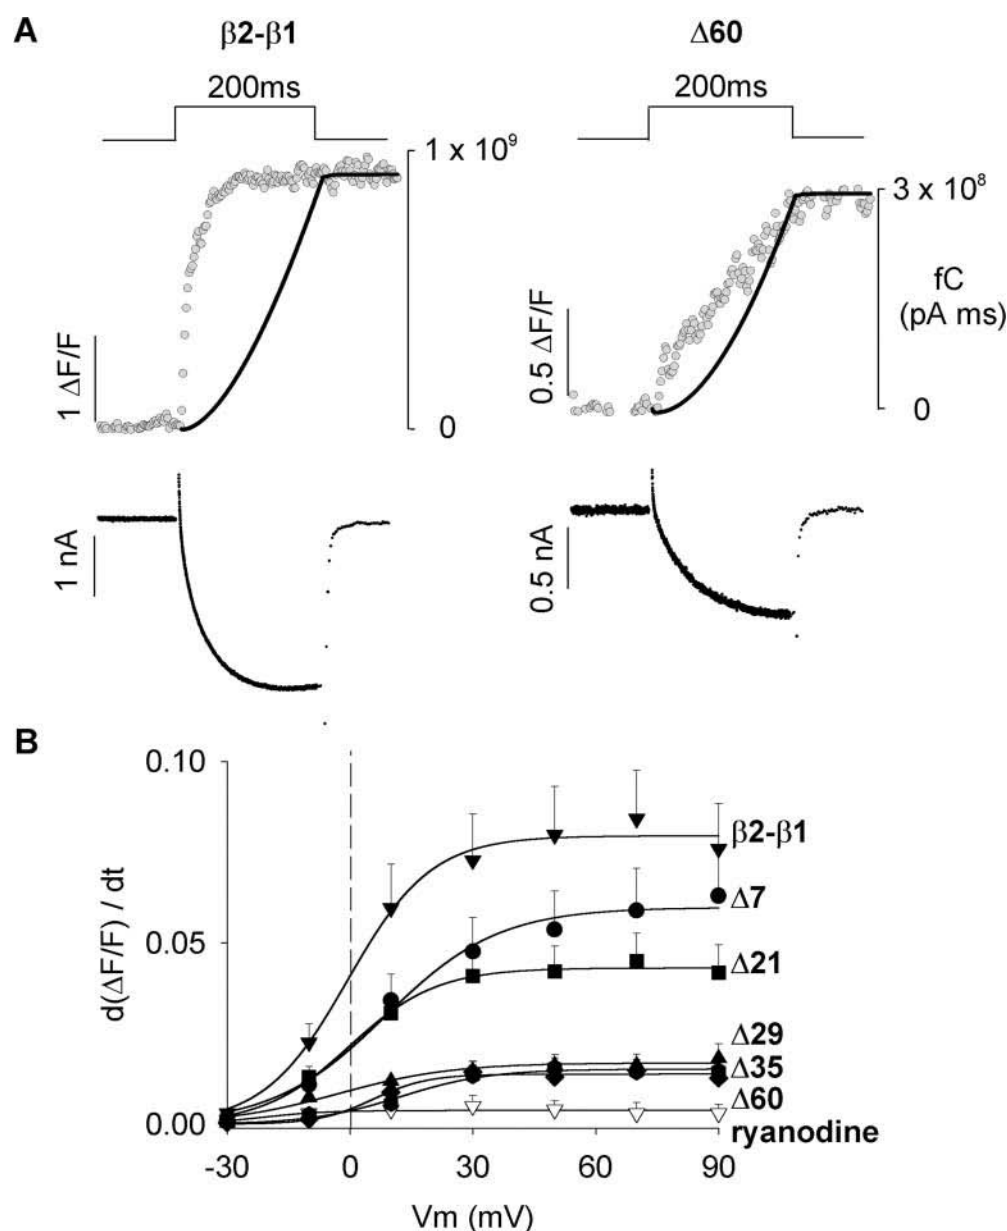 A
β2-β1
Δ60
200ms
200ms
1 x 10⁹
3 x 10⁸
1 ΔF/F
0.5 ΔF/F
fC
(pA ms)
0
0
1 nA
0.5 nA
B
d(ΔF/F) / dt
0.10
0.05
0.00
β2-β1
Δ7
Δ21
Δ29
Δ35
Δ60
ryanodine
-30
0
30
60
90
Vm (mV)